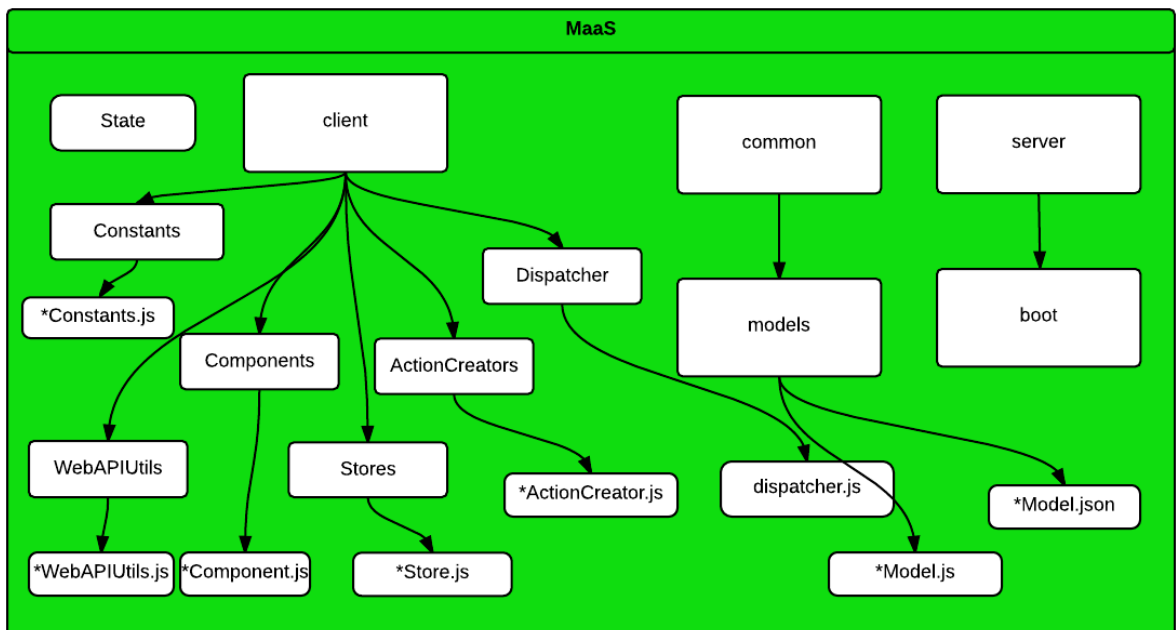 MaaS
State
client
common
server
Constants
Dispatcher
*Constants.js
models
boot
Components
ActionCreators
WebAPIUtils
Stores
*ActionCreator.js
dispatcher.js
*Model.json
*WebAPIUtils.js
*Component.js
*Store.js
*Model.js